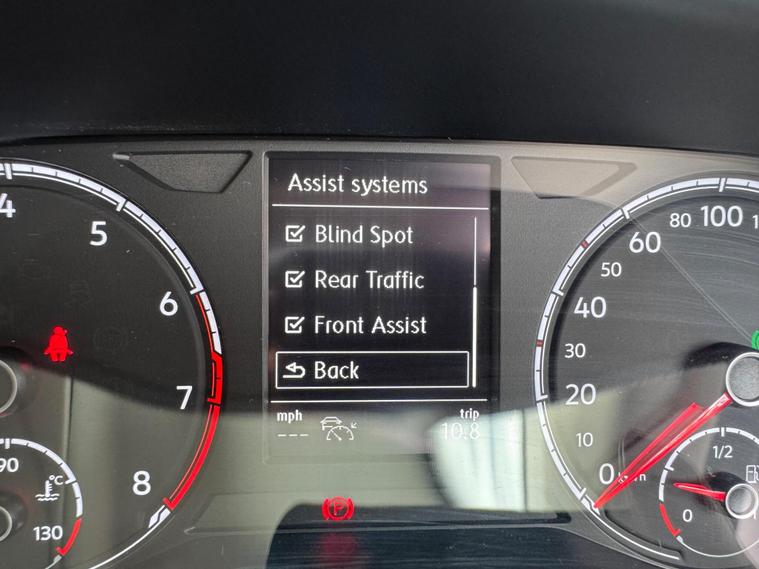 Assist systems
Blind Spot
Rear Traffic
Front Assist
Back
mph
trip
---
10.8
4
5
6
7
8
90
°C
130
0
10
20
30
40
50
60
80
100
1/2
0
P